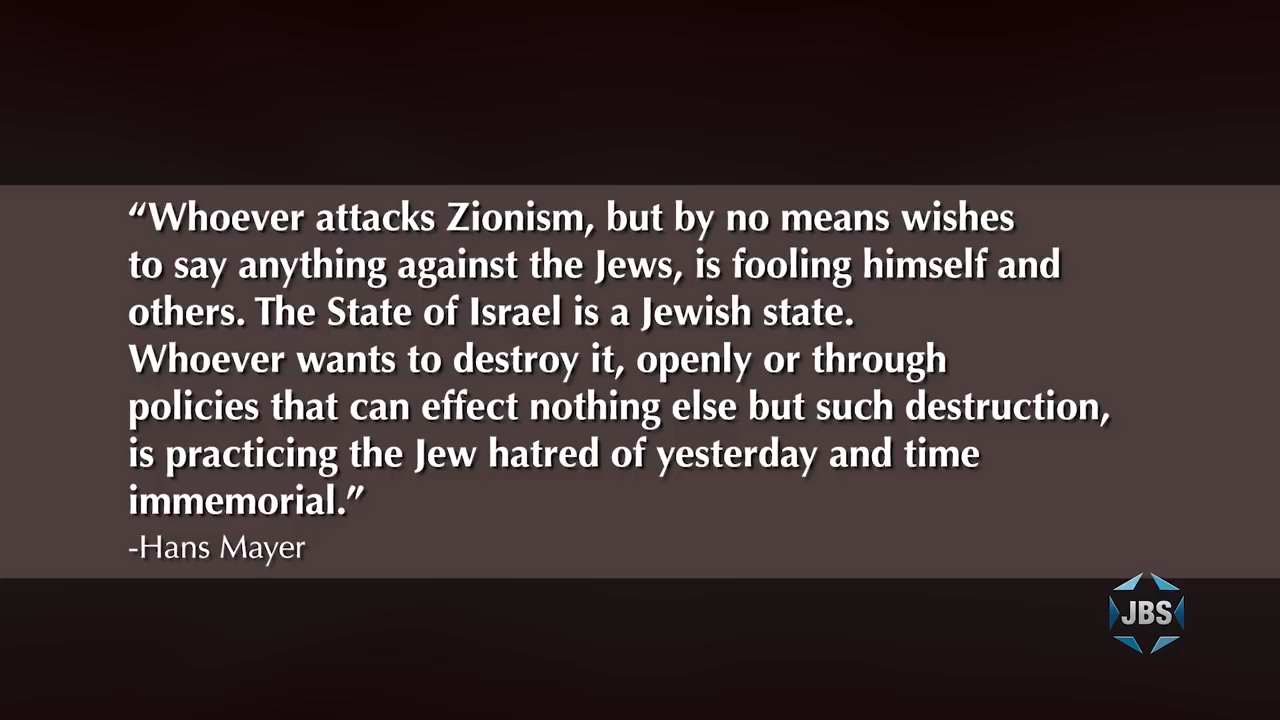 “Whoever attacks Zionism, but by no means wishes
to say anything against the Jews, is fooling himself and
others. The State of Israel is a Jewish state.
Whoever wants to destroy it, openly or through
policies that can effect nothing else but such destruction,
is practicing the Jew hatred of yesterday and time
immemorial.”
-Hans Mayer
JBS